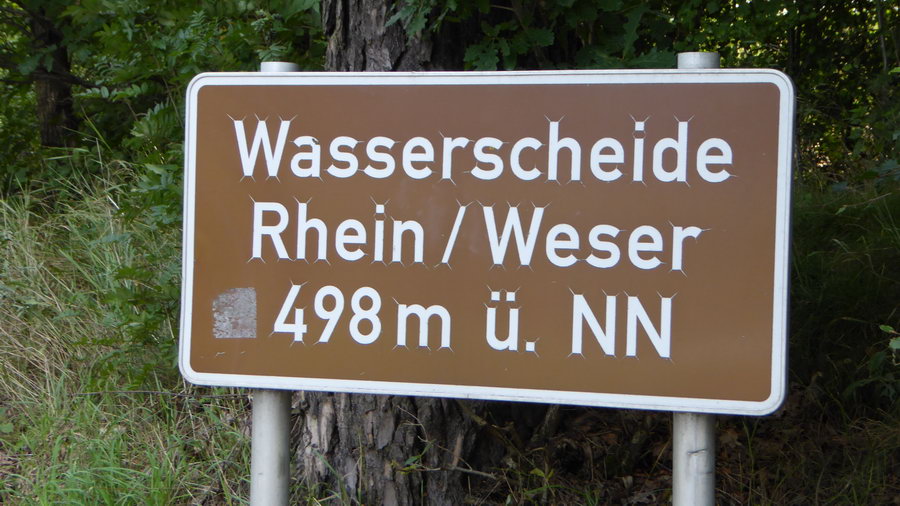 Wasserscheide
Rhein / Weser
498 m ü. NN